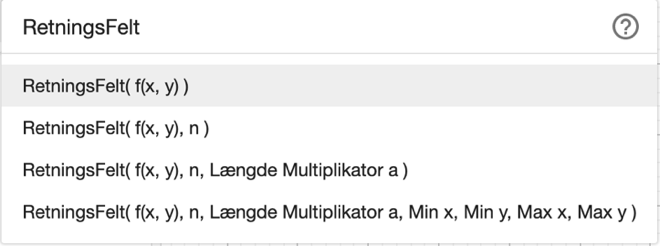 RetningsFelt
RetningsFelt( f(x, y) )
RetningsFelt( f(x, y), n )
RetningsFelt( f(x, y), n, Længde Multiplikator a )
RetningsFelt( f(x, y), n, Længde Multiplikator a, Min x, Min y, Max x, Max y )